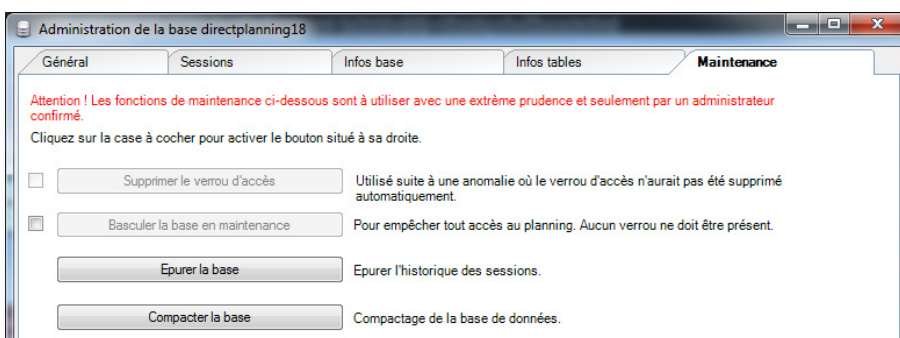 Administration de la base directplanning18
Général Sessions Infos base Infos tables Maintenance
Attention ! Les fonctions de maintenance ci-dessous sont à utiliser avec une extrème prudence et seulement par un administrateur
confirmé.
Cliquez sur la case à cocher pour activer le bouton situé à sa droite.
Supprimer le verrou d'accès Utilisé suite à une anomalie où le verrou d'accès n'aurait pas été supprimé
automatiquement.
Basculer la base en maintenance Pour empêcher tout accès au planning. Aucun verrou ne doit être présent.
Epurer la base Epurer l'historique des sessions.
Compacter la base Compactage de la base de données.